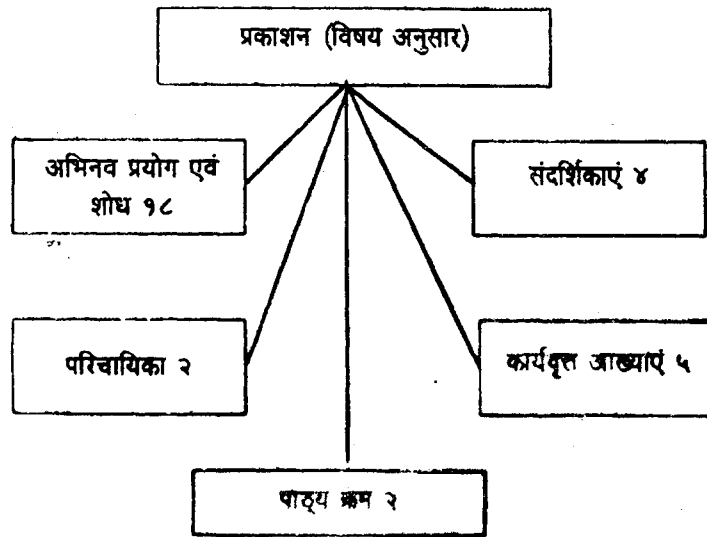 प्रकाशन (विषय अनुसार)
अभिनव प्रयोग एवं
शोध १८
संदर्शिकाएं ४
परिचायिका २
कार्यवृत्त आख्याएं ५
पाठ्य क्रम २